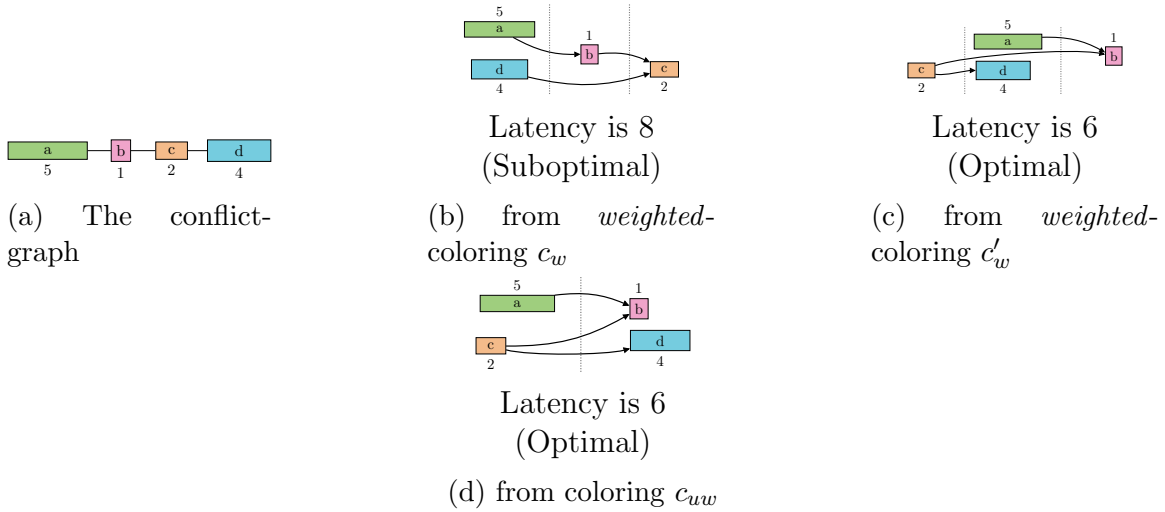 a b c d
5 1 2 4
(a) The conflict-
graph
5
a
1
b
d
c
4
2
Latency is 8
(Suboptimal)
(b) from weighted-
coloring c_w
5
a
1
b
c
d
2
4
Latency is 6
(Optimal)
(c) from weighted-
coloring c'_w
5
1
a
b
c
d
2
4
Latency is 6
(Optimal)
(d) from coloring c_{uw}